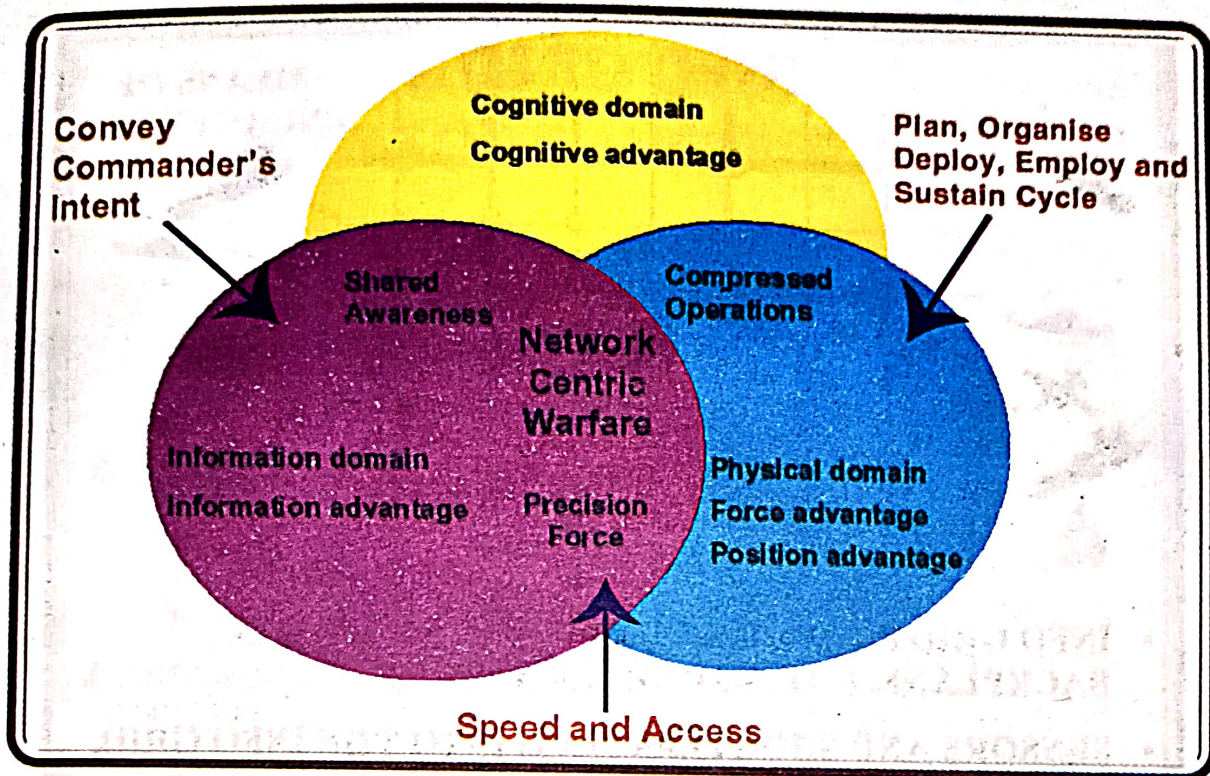 Cognitive domain
Cognitive advantage
Convey
Commander's
Intent
Plan, Organise
Deploy, Employ and
Sustain Cycle
Shared
Awareness
Compressed
Operations
Network
Centric
Warfare
Information domain
Information advantage
Precision
Force
Physical domain
Force advantage
Position advantage
Speed and Access